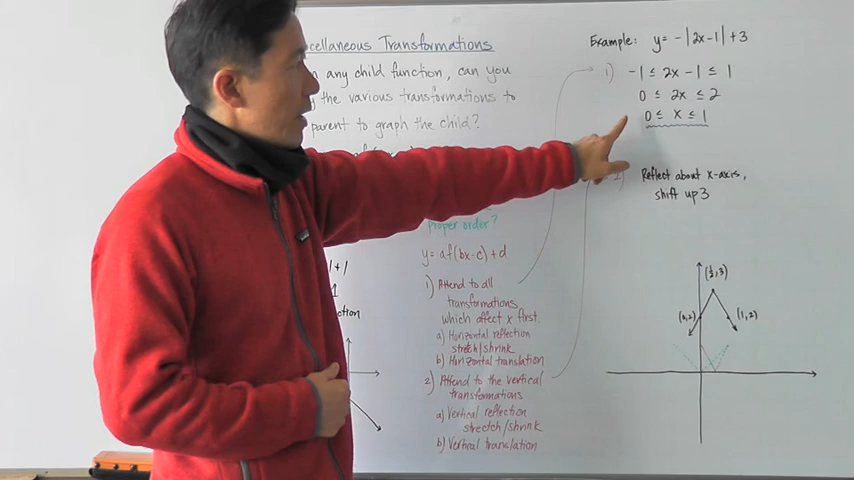 scellaneous Transformations
n any child function, can you
y the various transformations to
parent to graph the child?
proper order?
y = af(bx-c) + d
1) Attend to all
transformations
which affect x first.
a) Horizontal reflection
stretch/shrink
b) Horizontal translation
2) Attend to the vertical
transformations
a) Vertical reflection
stretch/shrink
b) Vertical translation
1 + 1
1
ction
Example: y = -|2x-1| + 3
1) -1 ≤ 2x - 1 ≤ 1
0 ≤ 2x ≤ 2
0 ≤ x ≤ 1
2) Reflect about x-axis,
shift up 3
(½, 3)
(0, 2)
(1, 2)